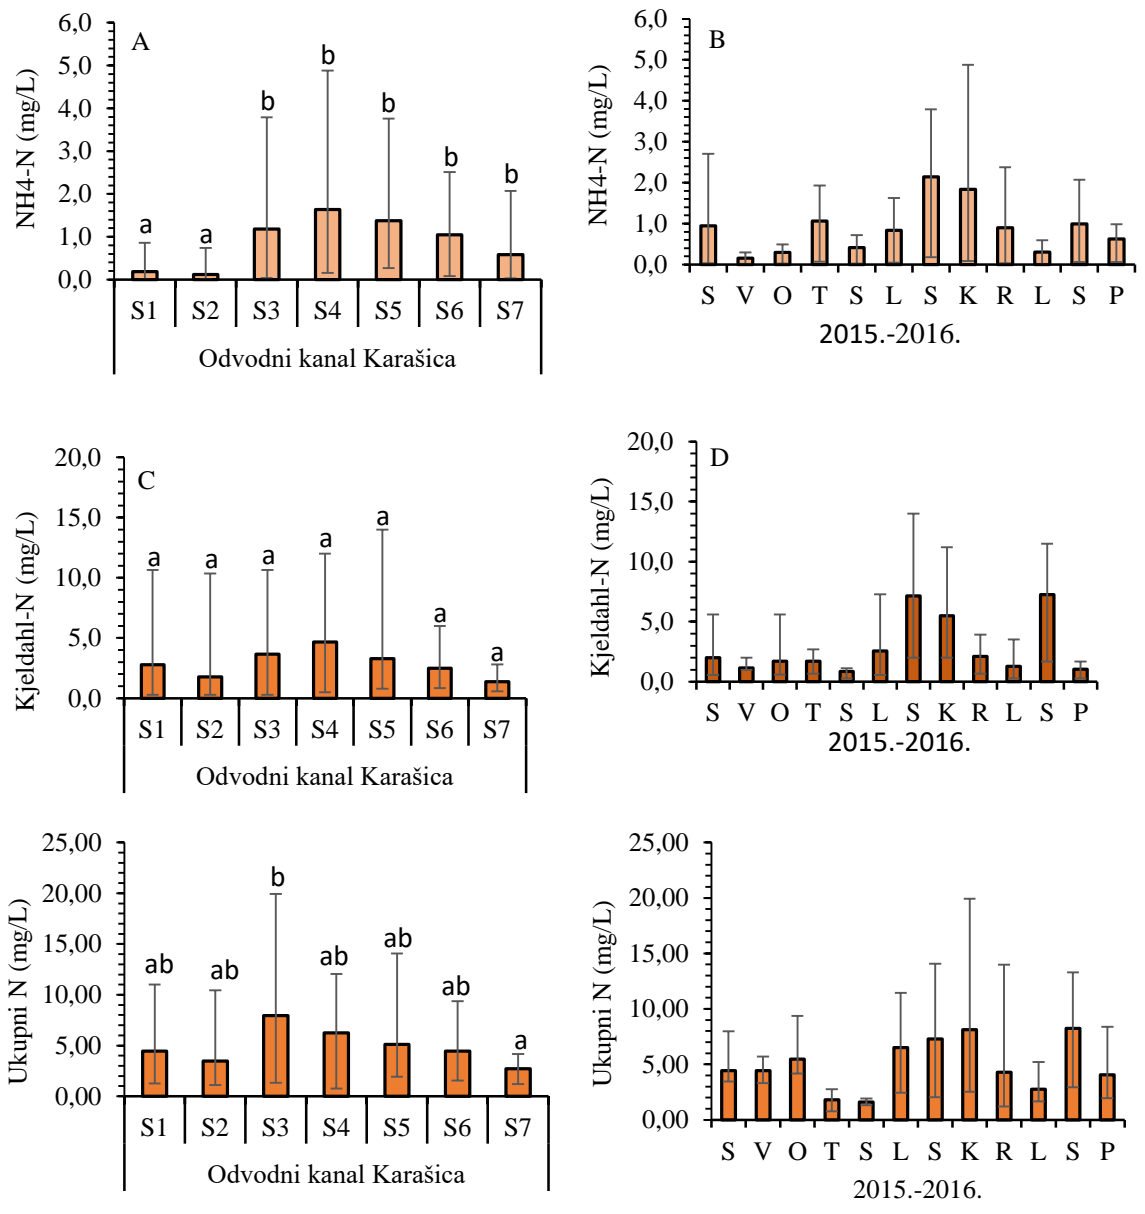 A
NH4-N (mg/L)
6,0
5,0
4,0
3,0
2,0
1,0
0,0
a a b b b b b
S1 S2 S3 S4 S5 S6 S7
Odvodni kanal Karašica
B
NH4-N (mg/L)
6,0
5,0
4,0
3,0
2,0
1,0
0,0
S V O T S L S K R L S P
2015.-2016.
C
Kjeldahl-N (mg/L)
20,0
15,0
10,0
5,0
0,0
a a a a a a a
S1 S2 S3 S4 S5 S6 S7
Odvodni kanal Karašica
D
Kjeldahl-N (mg/L)
20,0
15,0
10,0
5,0
0,0
S V O T S L S K R L S P
2015.-2016.
Ukupni N (mg/L)
25,00
20,00
15,00
10,00
5,00
0,00
ab ab b ab ab ab a
S1 S2 S3 S4 S5 S6 S7
Odvodni kanal Karašica
Ukupni N (mg/L)
25,00
20,00
15,00
10,00
5,00
0,00
S V O T S L S K R L S P
2015.-2016.